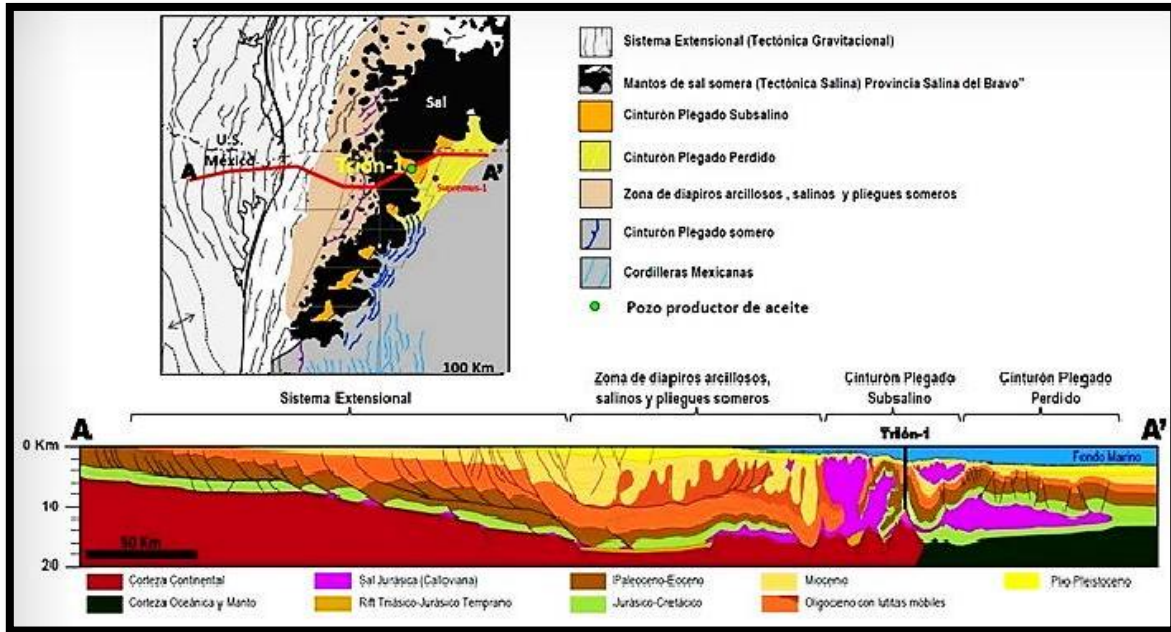 Sistema Extensional (Tectónica Gravitacional)
Mantos de sal somera (Tectónica Salina) Provincia Salina del Bravo"
Cinturón Plegado Subsalino
Cinturón Plegado Perdido
Zona de diapiros arcillosos , salinos y pliegues someros
Cinturón Plegado somero
Cordilleras Mexicanas
Pozo productor de aceite
Sal
U.S.
México
Trión-1
A
A'
Supremus-1
100 Km
Sistema Extensional
Zona de diapiros arcillosos,
salinos y pliegues someros
Cinturón Plegado
Subsalino
Cinturón Plegado
Perdido
A
Trión-1
A'
0 Km
10
20
Fondo Marino
50 Km
Corteza Continental
Sal Jurásica (Calloviana)
Paleoceno-Eoceno
Mioceno
Plio Pleistoceno
Corteza Oceánica y Manto
Rift Triásico-Jurásico Temprano
Jurásico-Cretácico
Oligoceno con lutitas móbiles